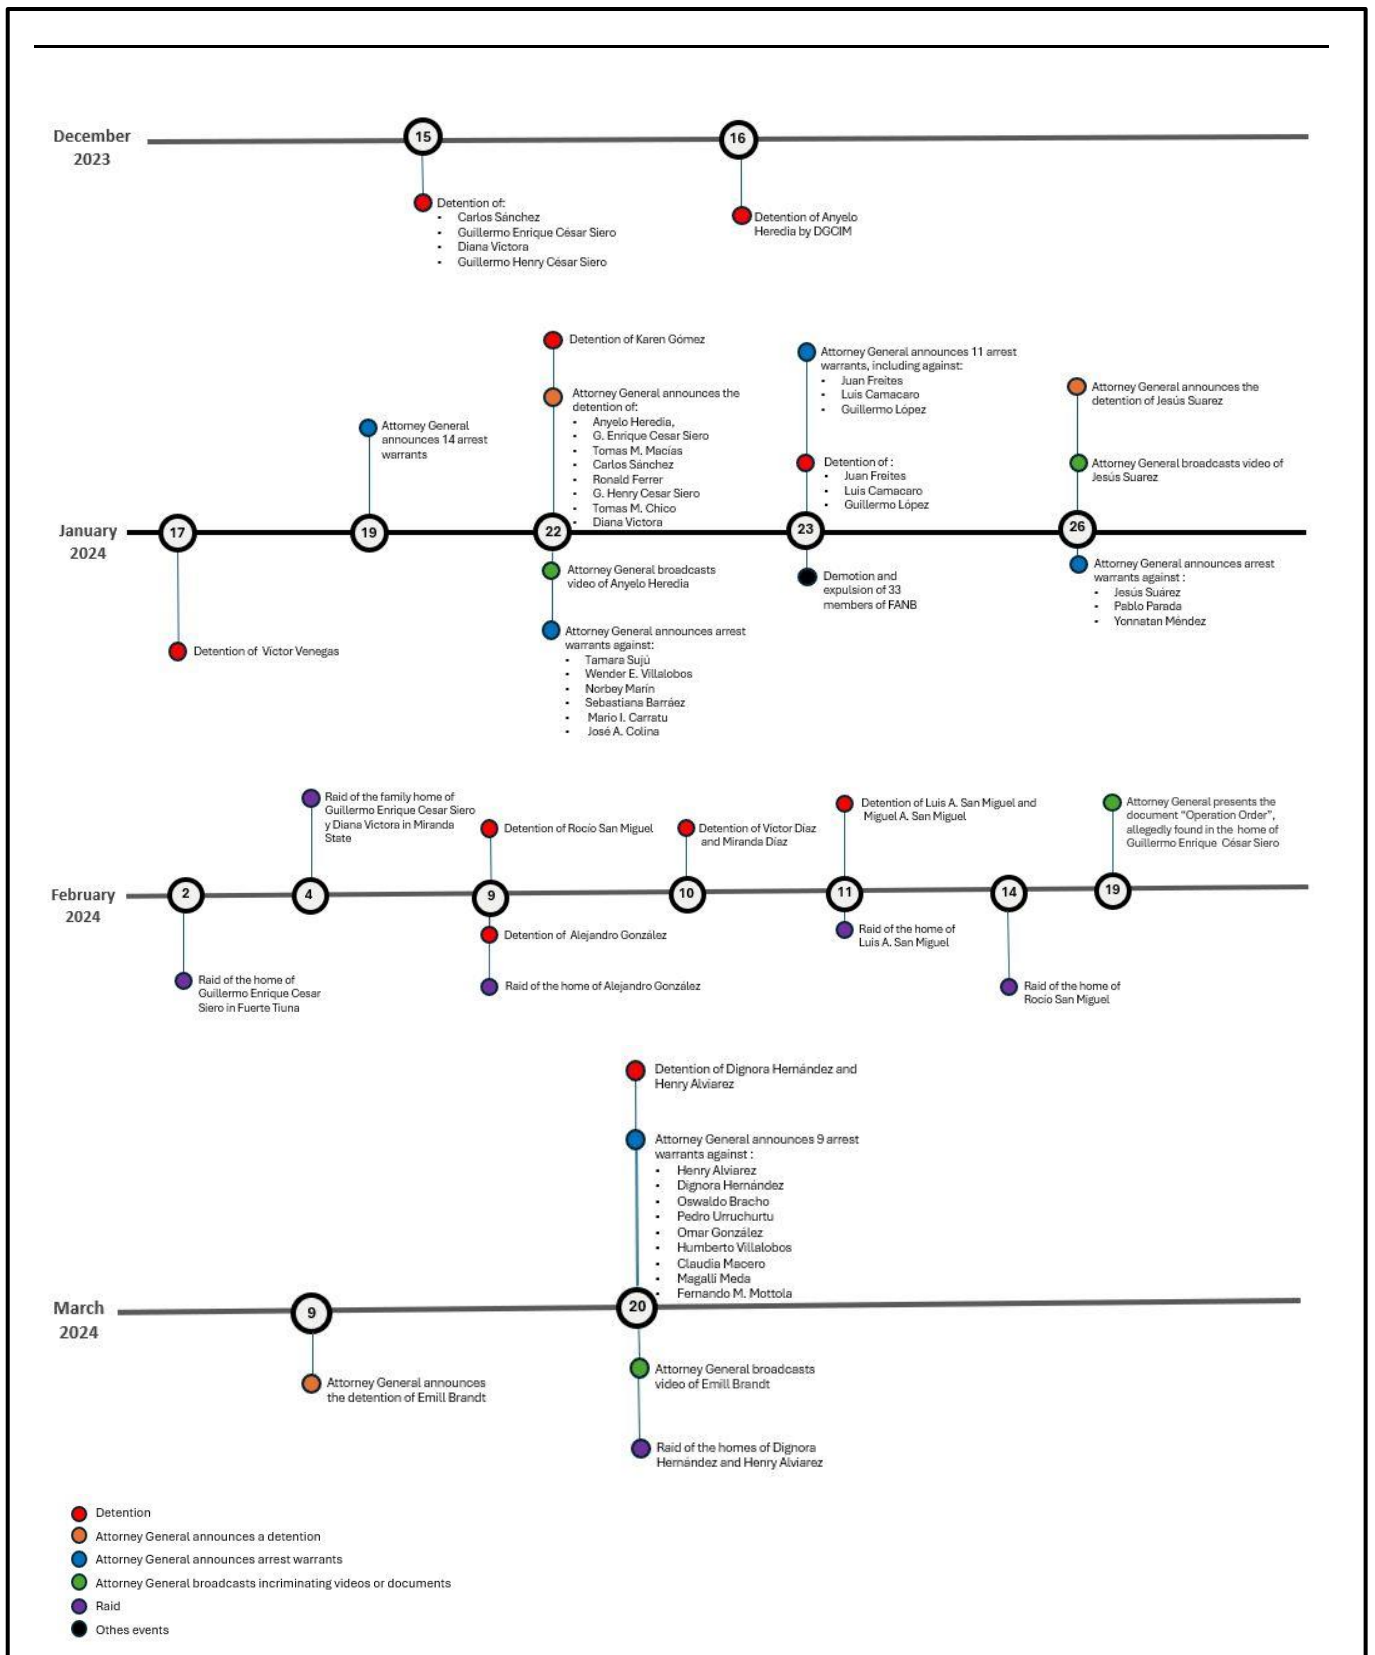 December
2023
15
16
Detention of:
▪ Carlos Sánchez
▪ Guillermo Enrique César Siero
▪ Diana Victora
▪ Guillermo Henry César Siero
Detention of Anyelo
Heredia by DGCIM
January
2024
17
Detention of Víctor Venegas
19
Attorney General
announces 14 arrest
warrants
22
Detention of Karen Gómez
Attorney General announces the
detention of:
▪ Anyelo Heredia,
▪ G. Enrique Cesar Siero
▪ Tomas M. Macías
▪ Carlos Sánchez
▪ Ronald Ferrer
▪ G. Henry Cesar Siero
▪ Tomas M. Chico
▪ Diana Victora
Attorney General broadcasts
video of Anyelo Heredia
Attorney General announces arrest
warrants against:
▪ Tamara Sujú
▪ Wender E. Villalobos
▪ Norbey Marín
▪ Sebastiana Barráez
▪ Mario I. Carratu
▪ José A. Colina
23
Attorney General announces 11 arrest
warrants, including against:
▪ Juan Freites
▪ Luis Camacaro
▪ Guillermo López
Detention of :
▪ Juan Freites
▪ Luis Camacaro
▪ Guillermo López
Demotion and
expulsion of 33
members of FANB
26
Attorney General announces the
detention of Jesús Suarez
Attorney General broadcasts video of
Jesús Suarez
Attorney General announces arrest
warrants against :
▪ Jesús Suárez
▪ Pablo Parada
▪ Yonnatan Méndez
February
2024
2
Raid of the home of
Guillermo Enrique Cesar
Siero in Fuerte Tiuna
4
Raid of the family home of
Guillermo Enrique Cesar Siero
y Diana Victora in Miranda
State
9
Detention of Rocío San Miguel
Detention of Alejandro González
Raid of the home of Alejandro González
10
Detention of Víctor Díaz
and Miranda Díaz
11
Detention of Luis A. San Miguel and
Miguel A. San Miguel
Raid of the home of
Luis A. San Miguel
14
Raid of the home of
Rocío San Miguel
19
Attorney General presents the
document “Operation Order”,
allegedly found in the home of
Guillermo Enrique César Siero
March
2024
9
Attorney General announces
the detention of Emill Brandt
20
Detention of Dignora Hernández and
Henry Alviarez
Attorney General announces 9 arrest
warrants against :
▪ Henry Alviarez
▪ Dignora Hernández
▪ Oswaldo Bracho
▪ Pedro Urruchurtu
▪ Omar González
▪ Humberto Villalobos
▪ Claudia Macero
▪ Magalli Meda
▪ Fernando M. Mottola
Attorney General broadcasts
video of Emill Brandt
Raid of the homes of Dignora
Hernández and Henry Alviarez
Detention
Attorney General announces a detention
Attorney General announces arrest warrants
Attorney General broadcasts incriminating videos or documents
Raid
Othes events